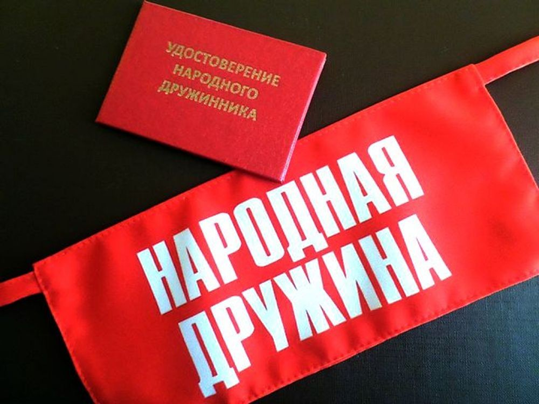 УДОСТОВЕРЕНИЕ
НАРОДНОГО
ДРУЖИННИКА
НАРОДНАЯ
ДРУЖИНА